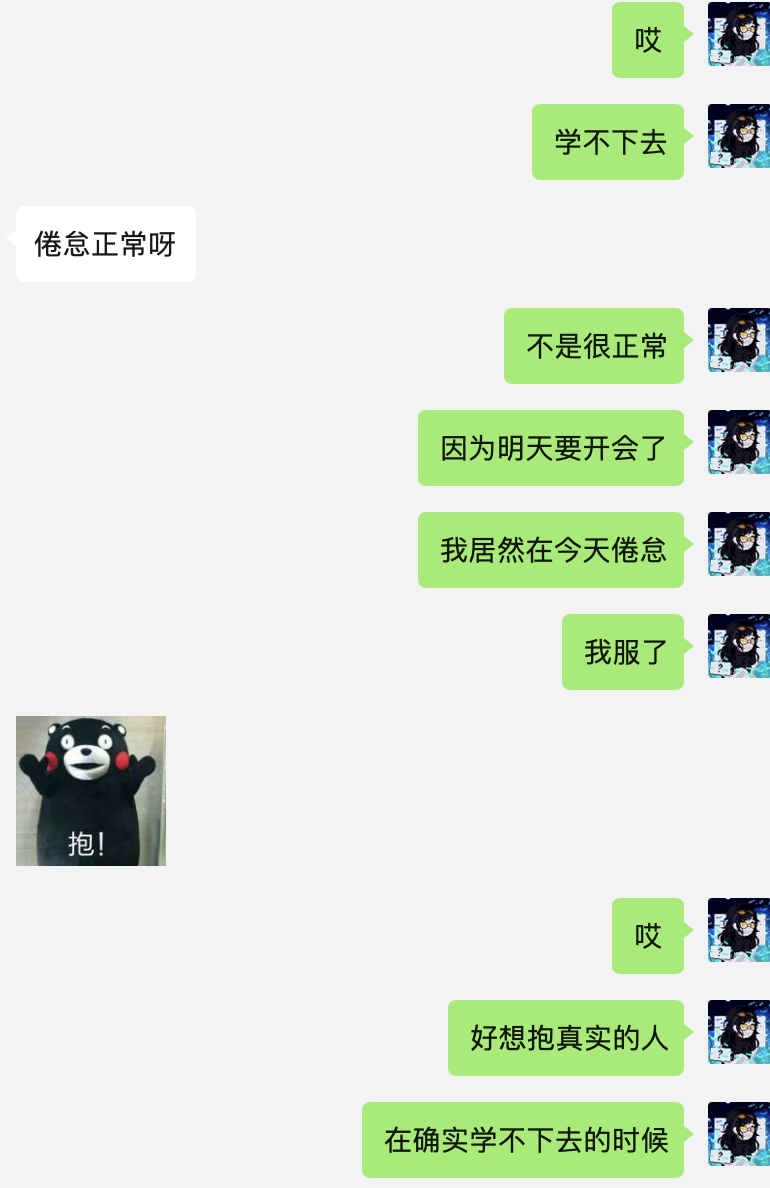 哎
学不下去
倦怠正常呀
不是很正常
因为明天要开会了
我居然在今天倦怠
我服了
抱！
哎
好想抱真实的人
在确实学不下去的时候